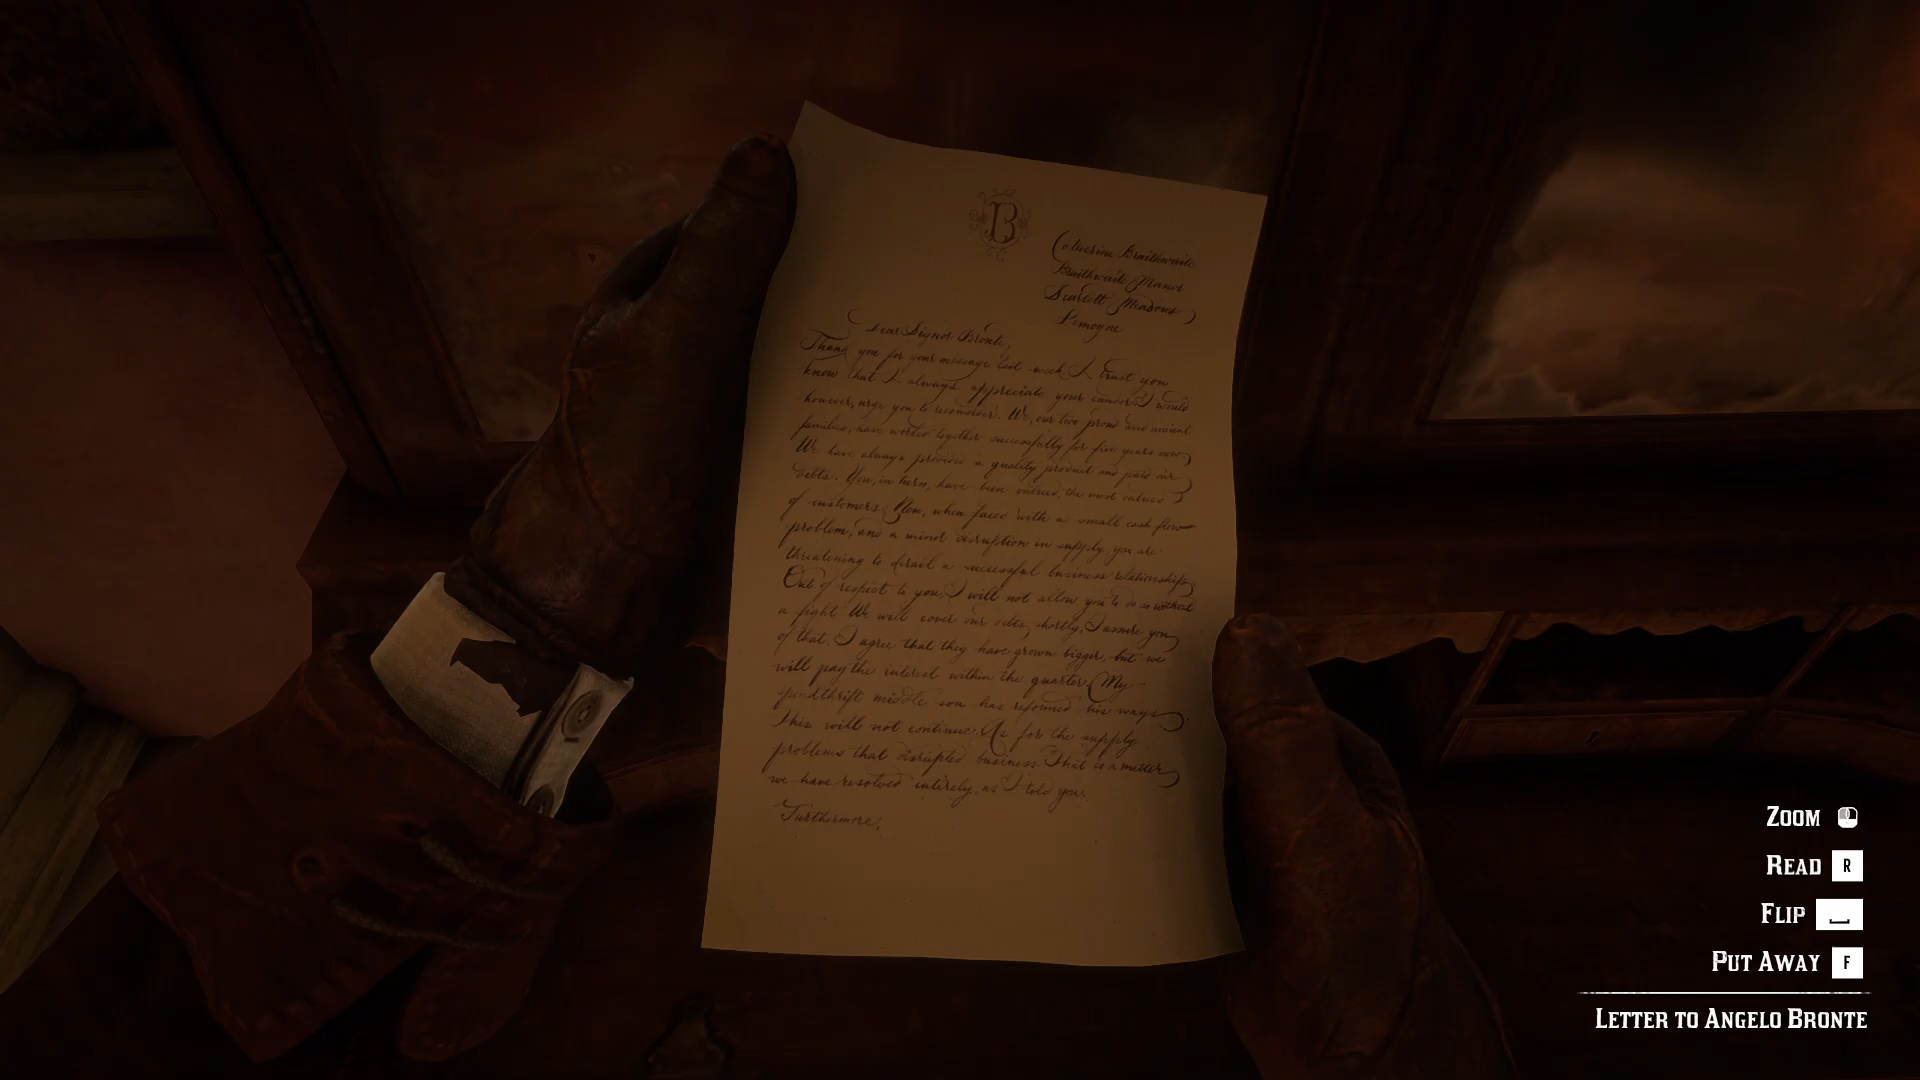 B
Catherine Braithwaite
Braithwaite Manor
Scarlett Meadows
Lemoyne
Dear Signor Bronte,
Thank you for your message last week. I trust you
know that I always appreciate your candor. I would
however, urge you to reconsider. We, our two proud and ancient
families, have worked together successfully for five years now.
We have always provided a quality product and paid our
debts. You, in turn, have been valued, the most valued
of customers. Now, when faced with a small cash flow
problem, and a minor disruption in supply, you are
threatening to derail a successful business relationship.
Out of respect to you, I will not allow you to do so without
a fight. We will cover our debts, shortly, I assure you
of that. I agree that they have grown bigger, but we
will pay the interest within the quarter. My
spendthrift middle son has reformed his ways.
This will not continue. As for the supply
problems that disrupted business. That is a matter
we have resolved entirely, as I told you.
Furthermore,
ZOOM
READ R
FLIP
PUT AWAY F
LETTER TO ANGELO BRONTE